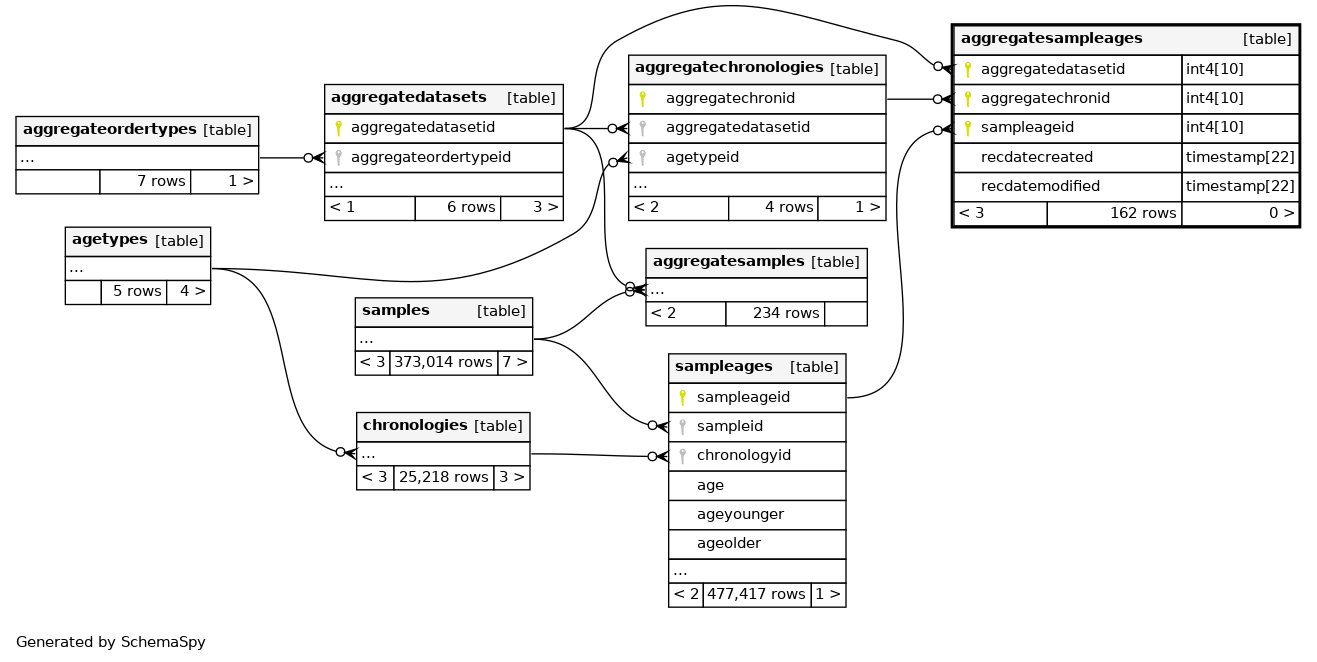 aggregateordertypes [table]
...
7 rows 1 >
agetypes [table]
...
5 rows 4 >
aggregatedatasets [table]
aggregatedatasetid
aggregateordertypeid
...
< 1 6 rows 3 >
samples [table]
...
< 3 373,014 rows 7 >
chronologies [table]
...
< 3 25,218 rows 3 >
aggregatechronologies [table]
aggregatechronid
aggregatedatasetid
agetypeid
...
< 2 4 rows 1 >
aggregatesamples [table]
...
< 2 234 rows
sampleages [table]
sampleageid
sampleid
chronologyid
age
ageyounger
ageolder
...
< 2 477,417 rows 1 >
aggregatesampleages [table]
aggregatedatasetid int4[10]
aggregatechronid int4[10]
sampleageid int4[10]
recdatecreated timestamp[22]
recdatemodified timestamp[22]
< 3 162 rows 0 >
Generated by SchemaSpy